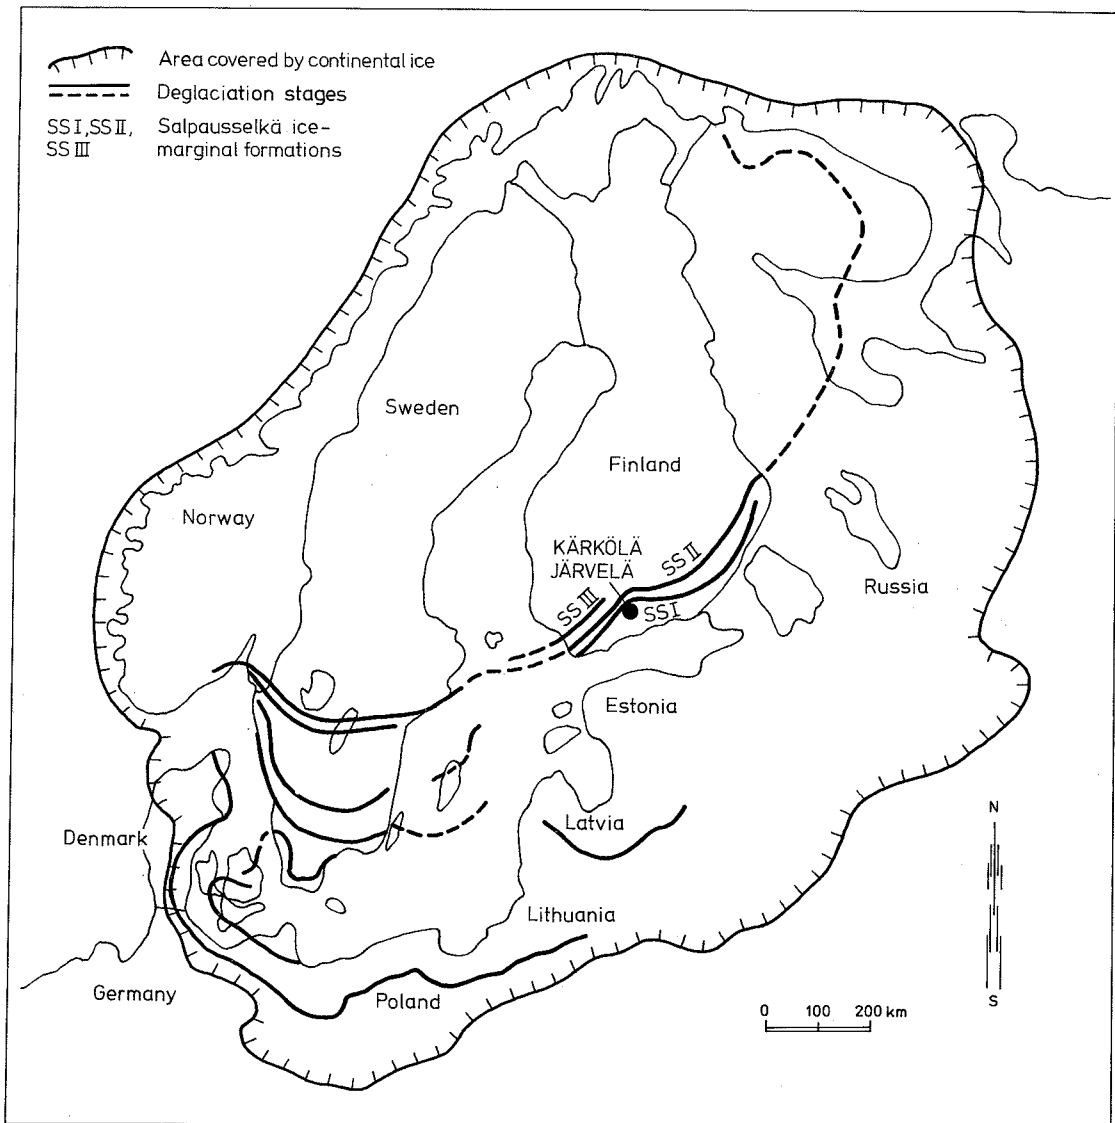 Area covered by continental ice
Deglaciation stages
SS I, SS II,
SS III
Salpausselkä ice-
marginal formations
Sweden
Finland
Norway
KÄRKÖLÄ
JÄRVELÄ
SS II
SS III
SS I
Russia
Estonia
Latvia
Denmark
Lithuania
Germany
Poland
N
S
0 100 200 km